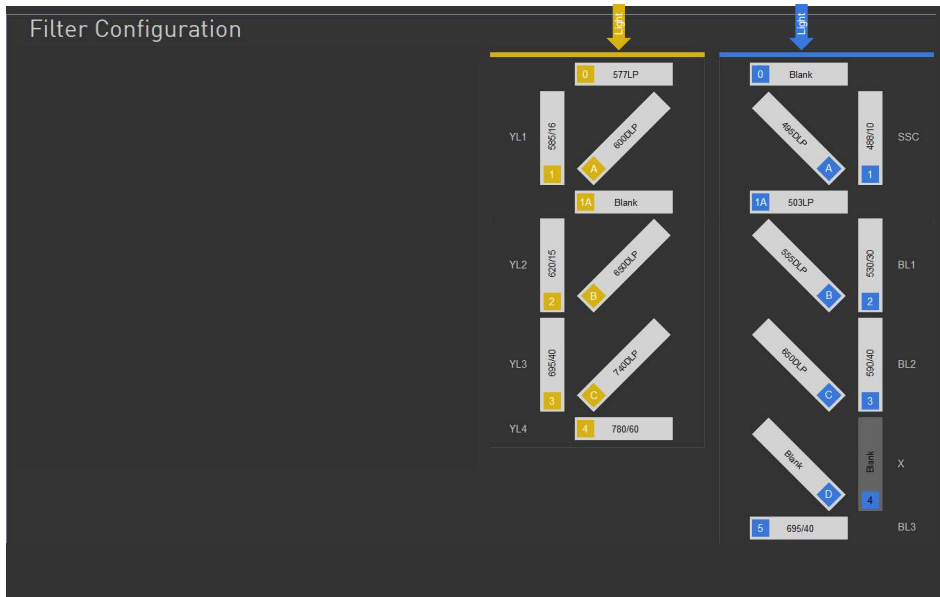 Light
Light
Filter Configuration
0 577LP
0 Blank
YL1
585/16
1
600DLP
A
495DLP
A
488/10
1
SSC
1A Blank
1A 503LP
YL2
620/15
2
650DLP
B
555DLP
B
530/30
2
BL1
YL3
695/40
3
740DLP
C
650DLP
C
590/40
3
BL2
YL4
4 780/60
Blank
D
Blank
4
X
5 695/40
BL3